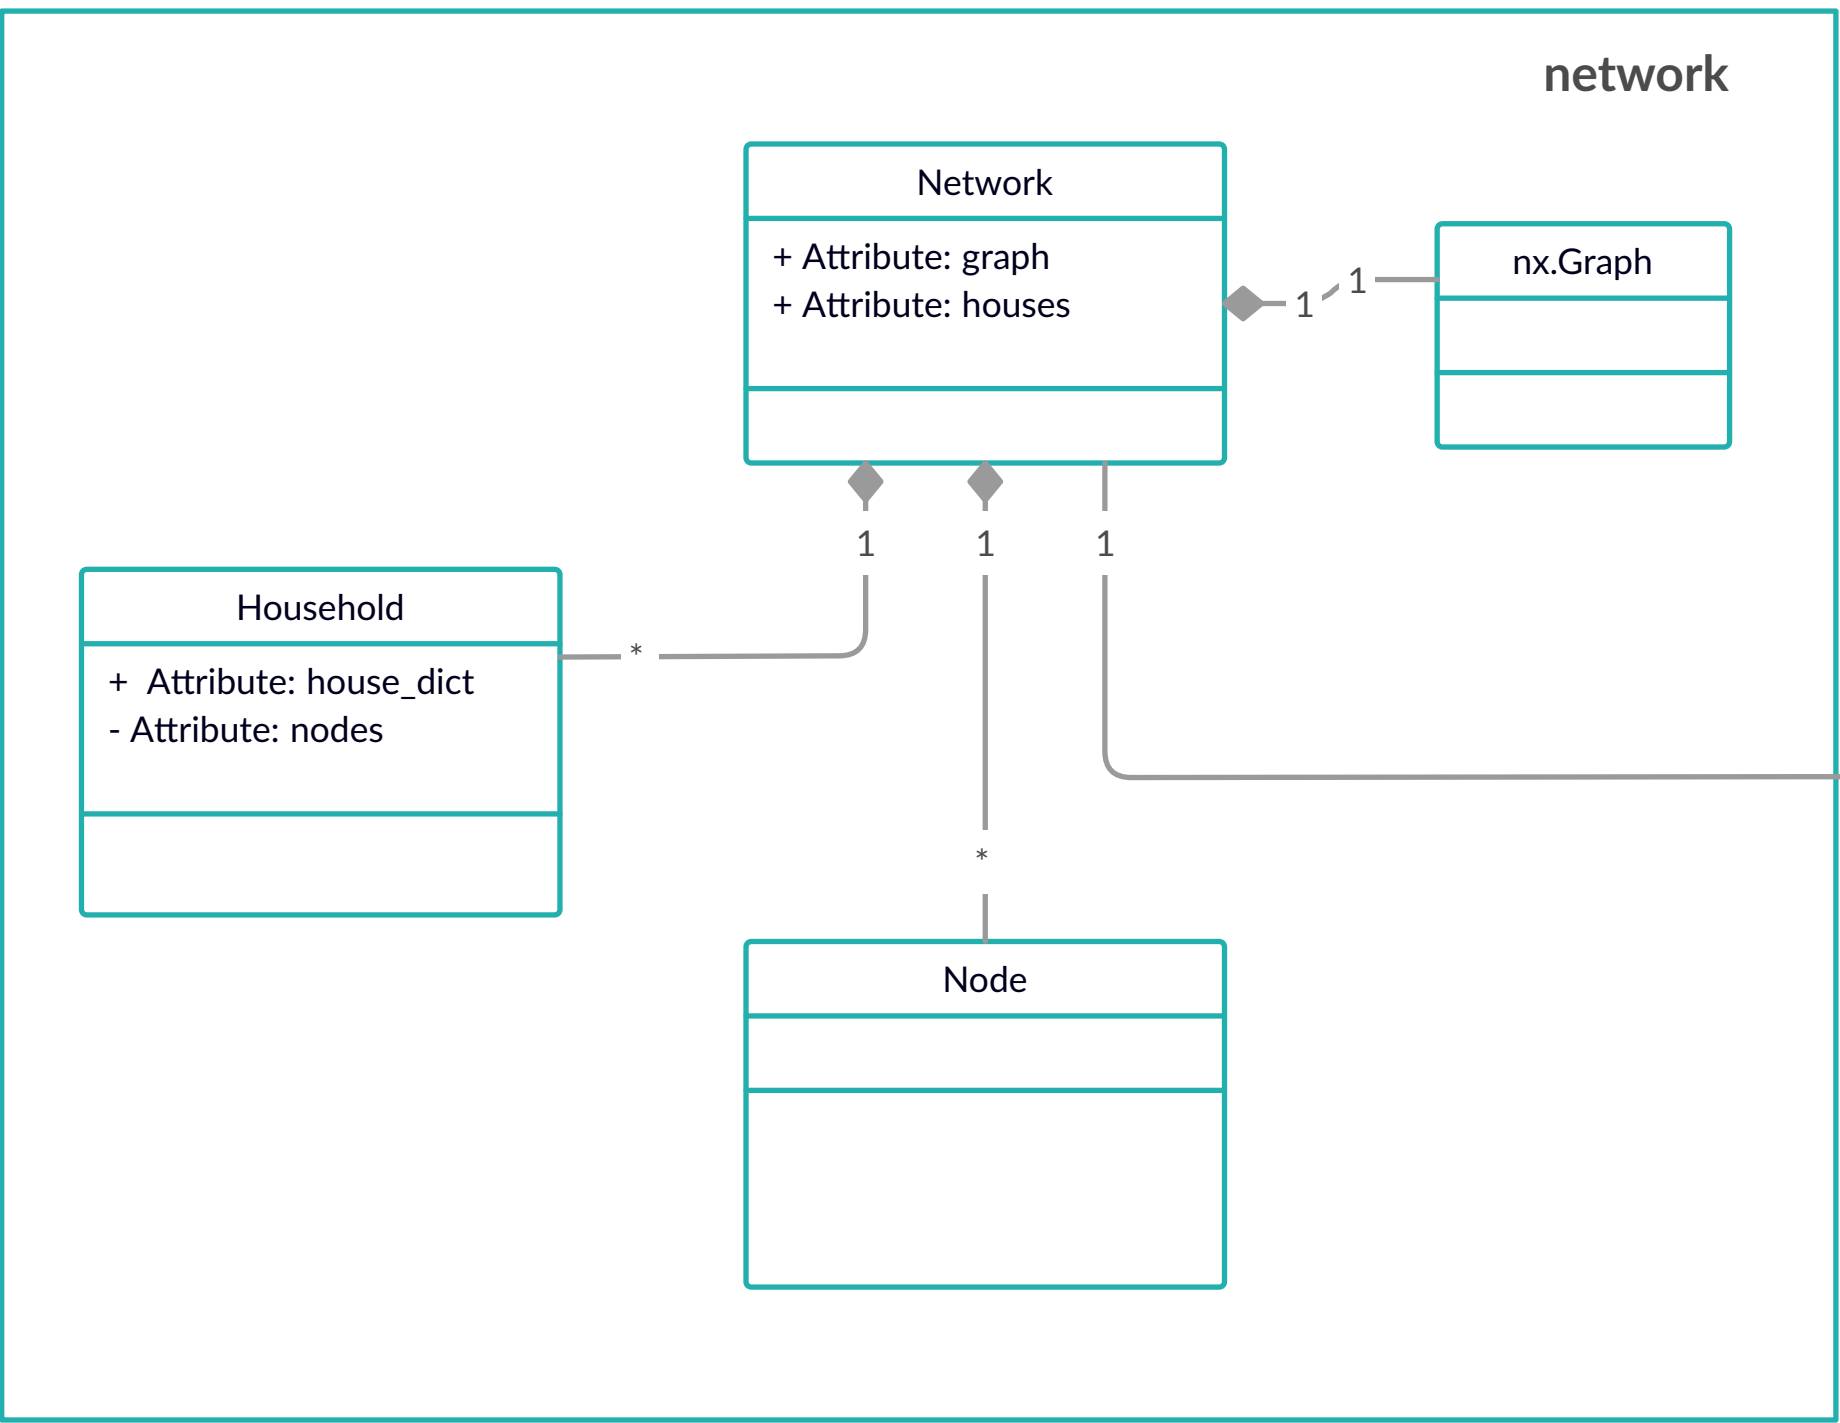 network
Network
+ Attribute: graph
+ Attribute: houses
nx.Graph
1
1
1
1
1
Household
+  Attribute: house_dict
- Attribute: nodes
*
*
Node